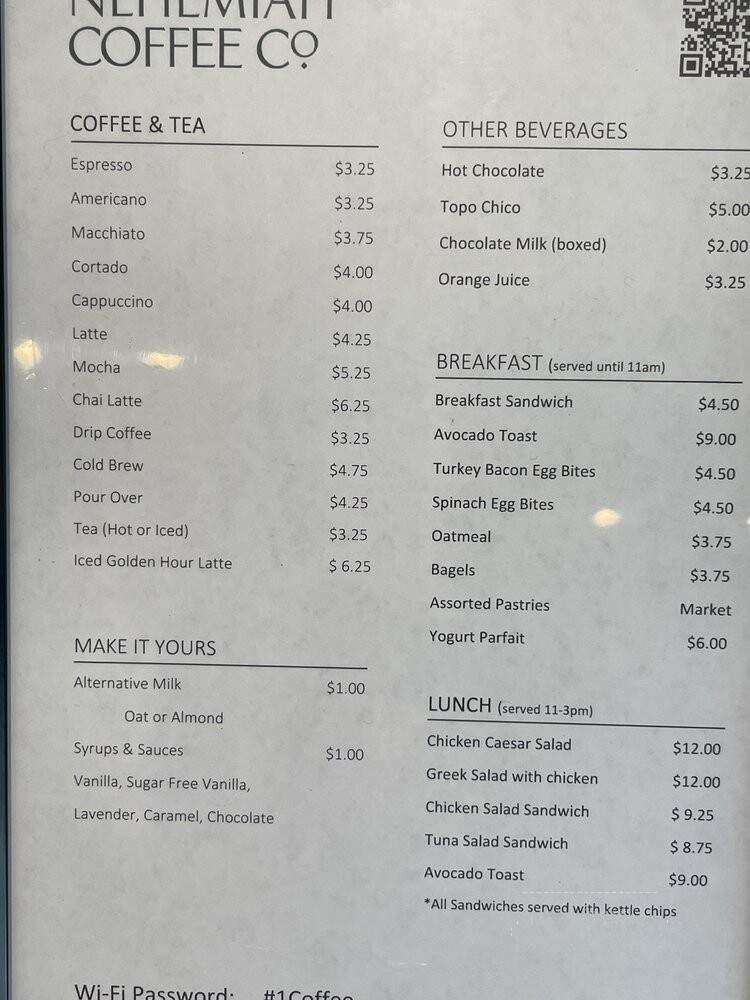 NEHEMIAH
COFFEE CO
COFFEE & TEA
Espresso $3.25
Americano $3.25
Macchiato $3.75
Cortado $4.00
Cappuccino $4.00
Latte $4.25
Mocha $5.25
Chai Latte $6.25
Drip Coffee $3.25
Cold Brew $4.75
Pour Over $4.25
Tea (Hot or Iced) $3.25
Iced Golden Hour Latte $ 6.25
MAKE IT YOURS
Alternative Milk $1.00
Oat or Almond
Syrups & Sauces $1.00
Vanilla, Sugar Free Vanilla,
Lavender, Caramel, Chocolate
OTHER BEVERAGES
Hot Chocolate $3.25
Topo Chico $5.00
Chocolate Milk (boxed) $2.00
Orange Juice $3.25
BREAKFAST (served until 11am)
Breakfast Sandwich $4.50
Avocado Toast $9.00
Turkey Bacon Egg Bites $4.50
Spinach Egg Bites $4.50
Oatmeal $3.75
Bagels $3.75
Assorted Pastries Market
Yogurt Parfait $6.00
LUNCH (served 11-3pm)
Chicken Caesar Salad $12.00
Greek Salad with chicken $12.00
Chicken Salad Sandwich $ 9.25
Tuna Salad Sandwich $ 8.75
Avocado Toast $9.00
*All Sandwiches served with kettle chips
Wi-Fi Password: #1Coffee